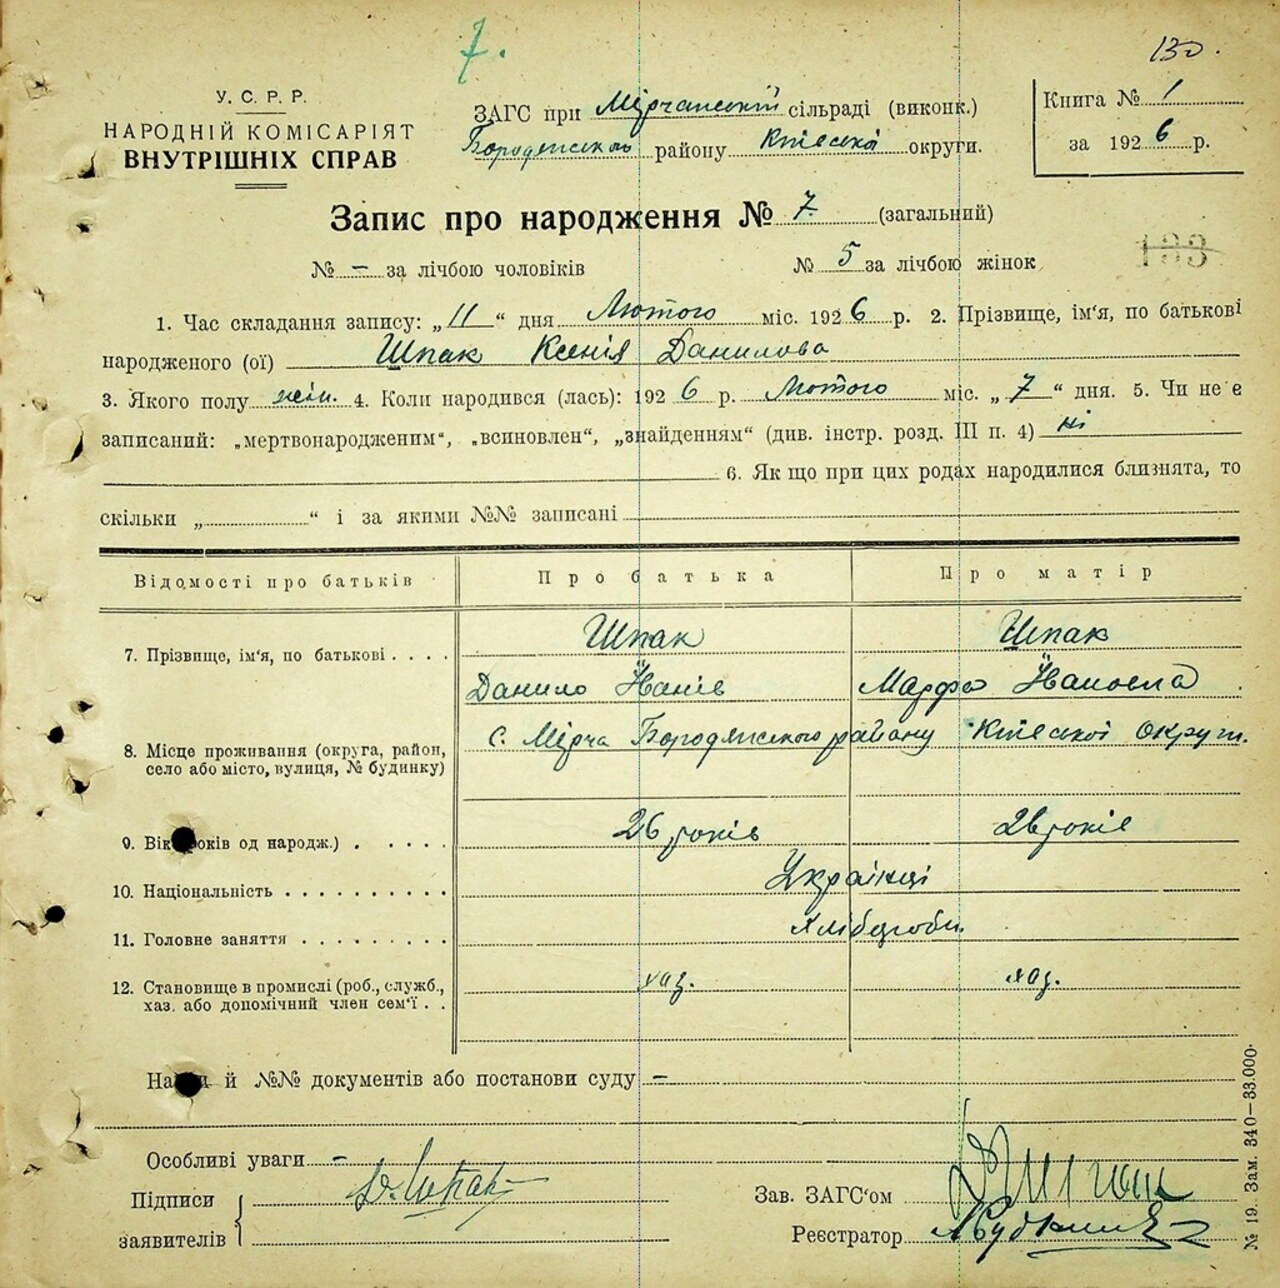 7.
130.
У. С. Р. Р.
НАРОДНІЙ КОМІСАРІЯТ
ВНУТРІШНІХ СПРАВ
ЗАГС при Мірчанській сільраді (виконк.)
Бородянсько району Київської округи.
Книга № 1
за 1926 р.
Запис про народження № 7. (загальний)
№ – за лічбою чоловіків № 5 за лічбою жінок
1. Час складання запису: „11“ дня Лютого міс. 1926 р. 2. Прізвище, ім'я, по батькові
народженого (ої) Шпак Ксенія Данилова
3. Якого полу жін. 4. Коли народився (лась): 1926 р. Лютого міс. „7“ дня. 5. Чи не є
записаний: „мертвонародженим“, „всиновлен“, „знайденням“ (див. інстр. розд. III п. 4) ні
6. Як що при цих родах народилися близнята, то
скільки „ “ і за якими №№ записані
Відомості про батьків Про батька Про матір
7. Прізвище, ім'я, по батькові . . . . Шпак Шпак
Данило Йванів Марфа Йванова
8. Місце проживання (округа, район, село або місто, вулиця, № будинку) с. Мірча Бородянського району Київської Округи.
9. Вік років од народж.) . . . . . 26 років 26 років
10. Національність . . . . . . . . . . Українці
11. Головне заняття . . . . . . . . . Хлібороби
12. Становище в промислі (роб., служб., хаз. або допомічний член сем'ї . . хаз. хаз.
Назви й №№ документів або постанови суду –
Особливі уваги –
Підписи
заявителів
Д. Шпак
Зав. ЗАГС'ом
Реєстратор
№ 19. Зам. 340—33.000.